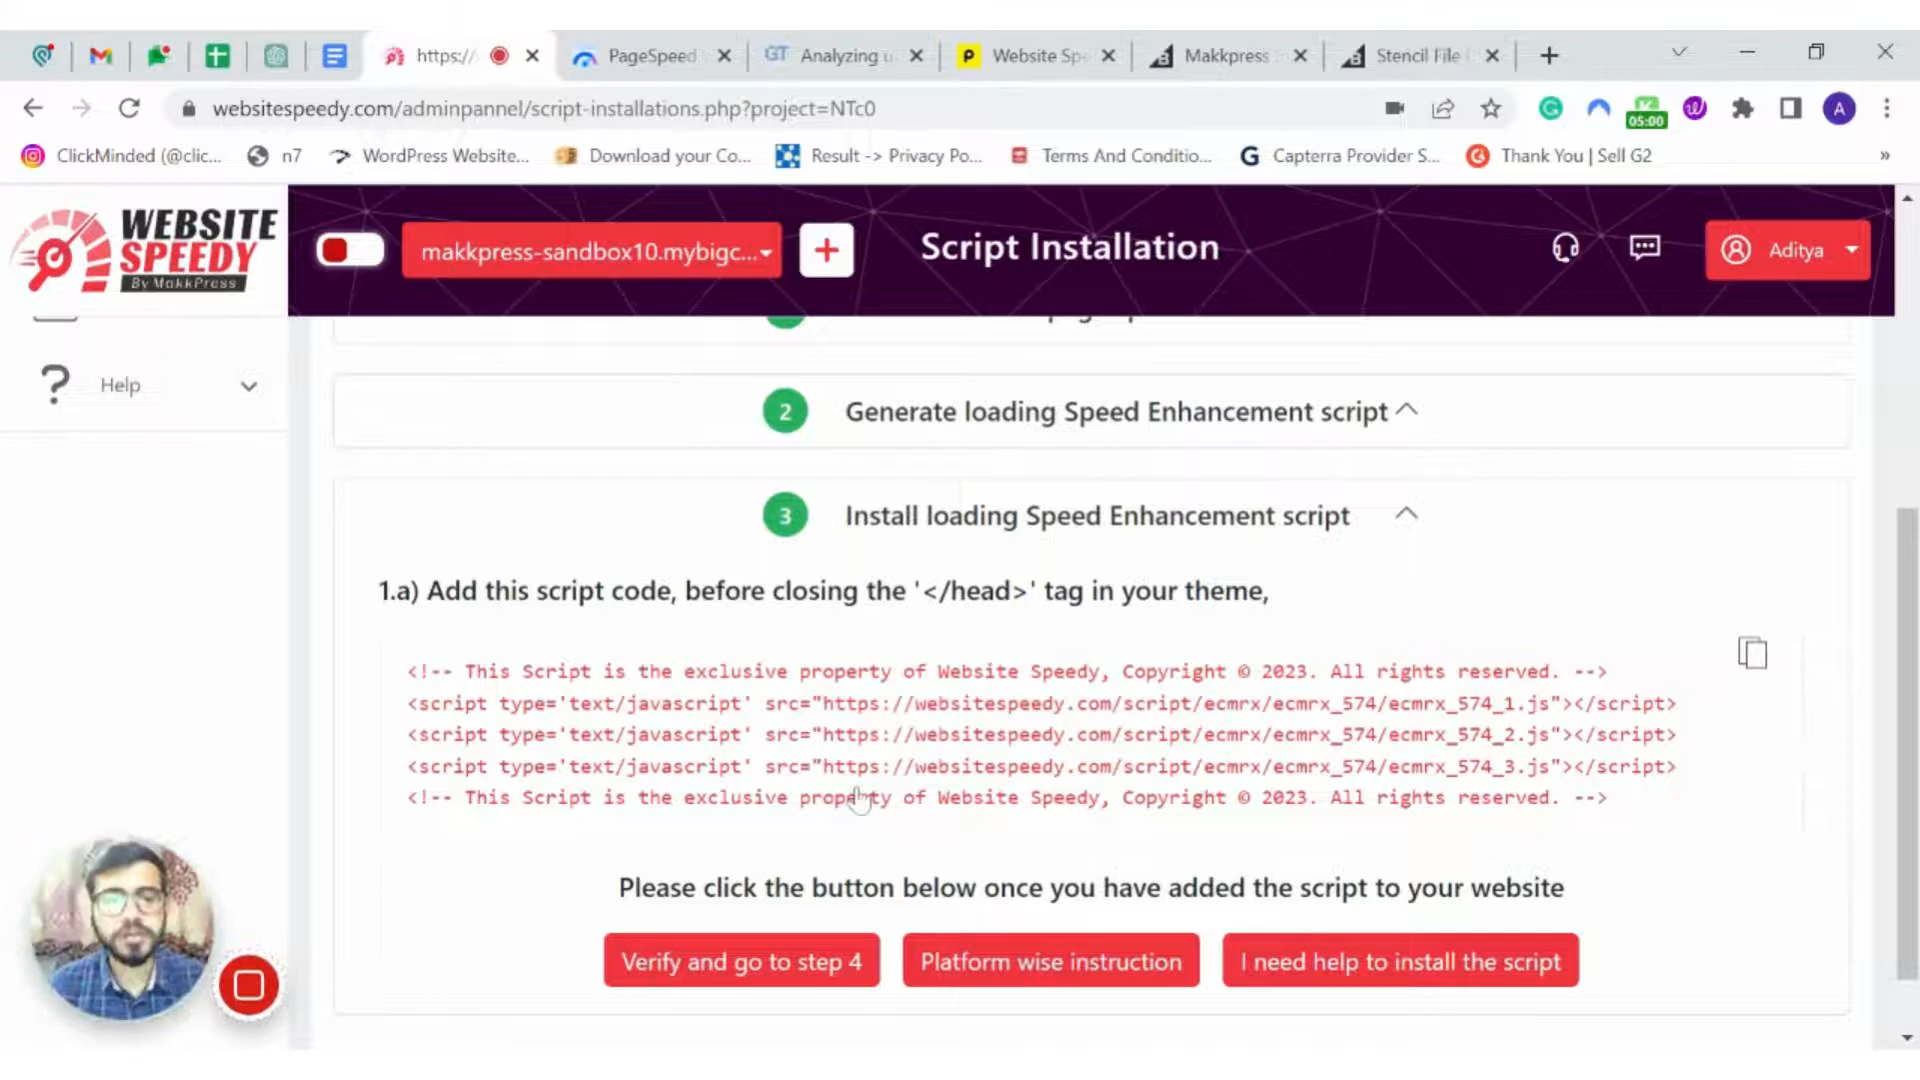 https://
PageSpeed
GT Analyzing u
P Website Spe
Makkpress S
Stencil File
websitespeedy.com/adminpannel/script-installations.php?project=NTc0
05:00
A
ClickMinded (@clic...
n7
WordPress Website...
Download your Co...
Result -> Privacy Po...
Terms And Conditio...
Capterra Provider S...
Thank You | Sell G2
»
WEBSITE
SPEEDY
By MakkPress
makkpress-sandbox10.mybigc...
+
Script Installation
Aditya
? Help
2 Generate loading Speed Enhancement script
3 Install loading Speed Enhancement script
1.a) Add this script code, before closing the '</head>' tag in your theme,
<!-- This Script is the exclusive property of Website Speedy, Copyright © 2023. All rights reserved. -->
<script type='text/javascript' src="https://websitespeedy.com/script/ecmrx/ecmrx_574/ecmrx_574_1.js"></script>
<script type='text/javascript' src="https://websitespeedy.com/script/ecmrx/ecmrx_574/ecmrx_574_2.js"></script>
<script type='text/javascript' src="https://websitespeedy.com/script/ecmrx/ecmrx_574/ecmrx_574_3.js"></script>
<!-- This Script is the exclusive property of Website Speedy, Copyright © 2023. All rights reserved. -->
Please click the button below once you have added the script to your website
Verify and go to step 4
Platform wise instruction
I need help to install the script